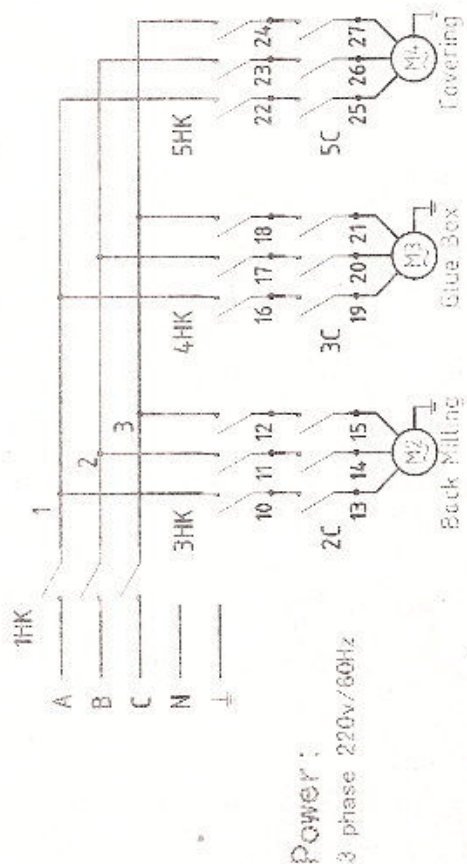 1HK
1
A
2
B
3
C
N
3HK 4HK 5HK
10 11 12 16 17 18 22 23 24
2C 3C 5C
13 14 15 19 20 21 25 26 27
M2 M3 M4
Back Milling Glue Box Covering
Power:
3 phase 220v/60Hz